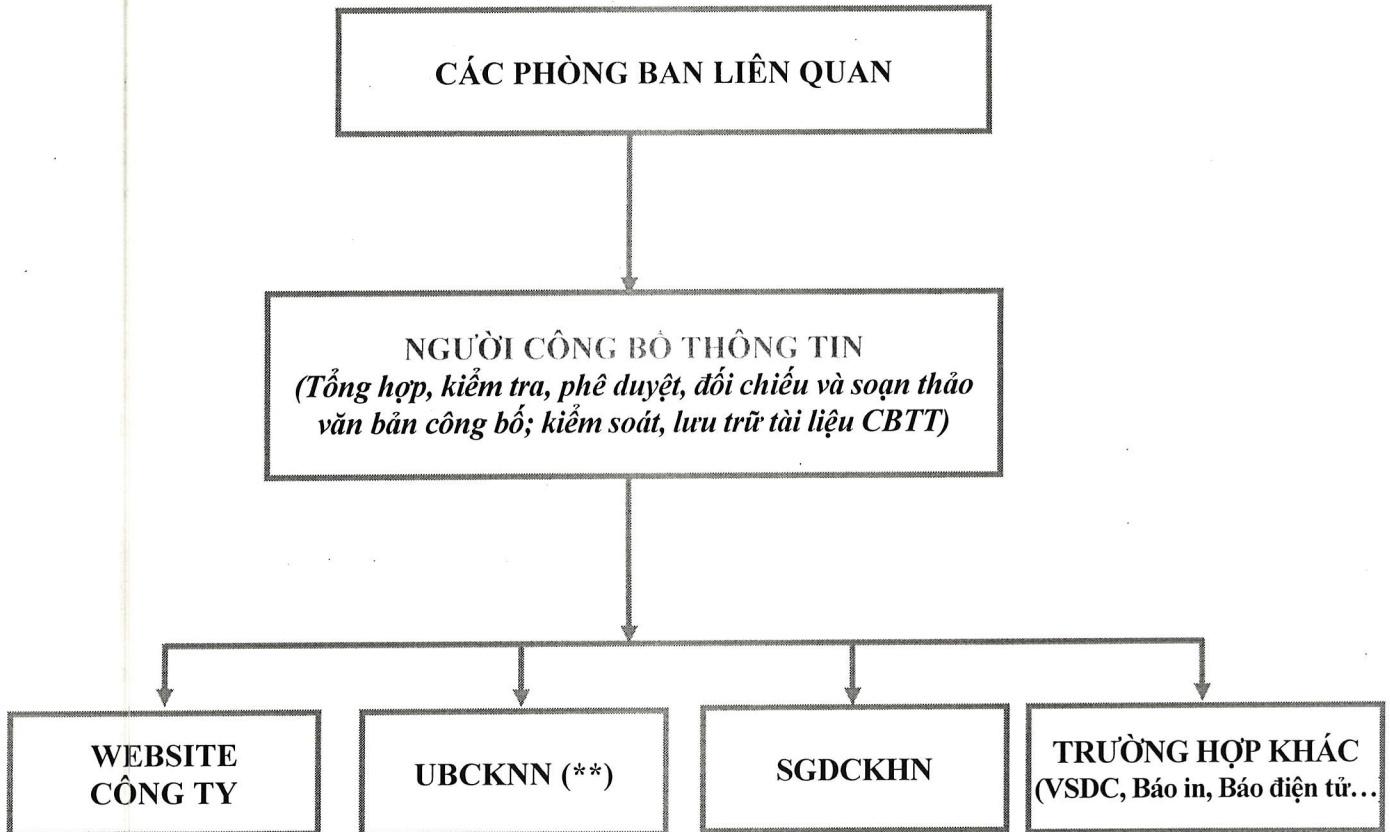 CÁC PHÒNG BAN LIÊN QUAN
NGƯỜI CÔNG BỐ THÔNG TIN
(Tổng hợp, kiểm tra, phê duyệt, đối chiếu và soạn thảo
văn bản công bố; kiểm soát, lưu trữ tài liệu CBTT)
WEBSITE
CÔNG TY
UBCKNN (**)
SGDCKHN
TRƯỜNG HỢP KHÁC
(VSDC, Báo in, Báo điện tử…)